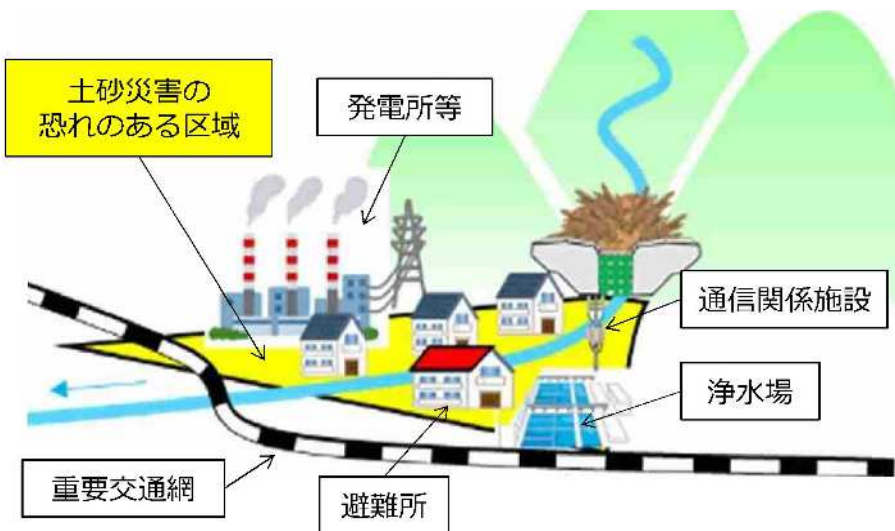 土砂災害の
恐れのある区域
発電所等
通信関係施設
浄水場
重要交通網
避難所